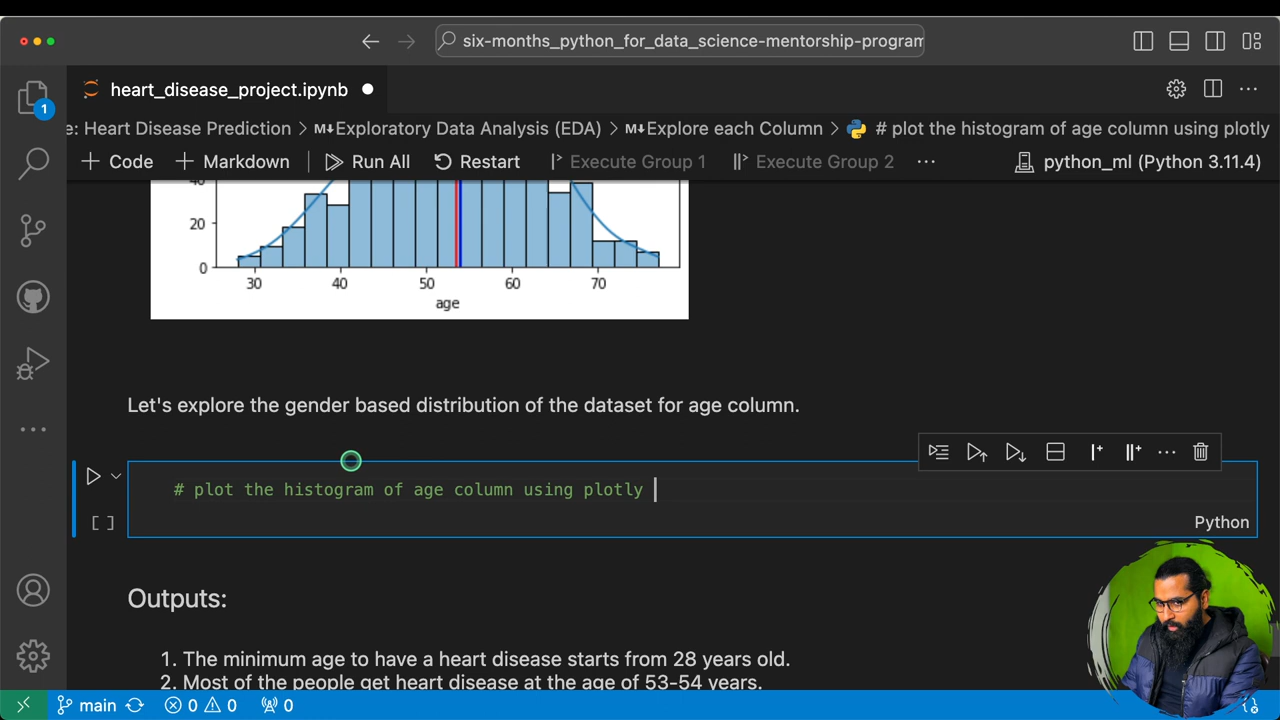 six-months_python_for_data_science-mentorship-program
heart_disease_project.ipynb
1
e: Heart Disease Prediction > M↓Exploratory Data Analysis (EDA) > M↓Explore each Column > # plot the histogram of age column using plotly
+ Code + Markdown Run All Restart Execute Group 1 Execute Group 2 ... python_ml (Python 3.11.4)
40
20
0
30 40 50 60 70
age
Let's explore the gender based distribution of the dataset for age column.
# plot the histogram of age column using plotly
[ ]
Python
Outputs:
1. The minimum age to have a heart disease starts from 28 years old.
2. Most of the people get heart disease at the age of 53-54 years.
main 0 0 0